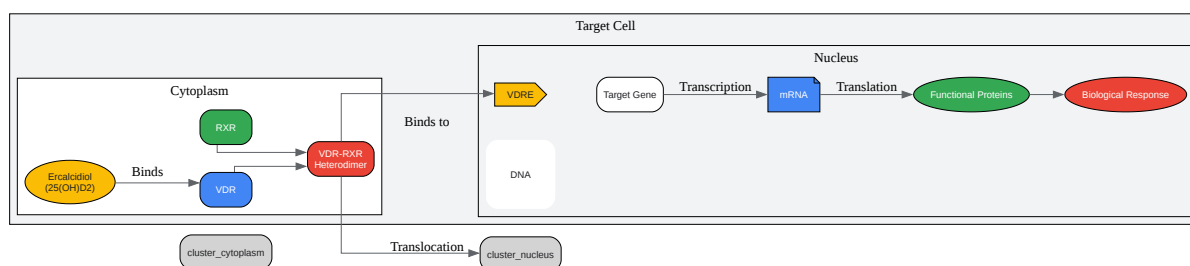 Target Cell
Nucleus
Cytoplasm
VDRE
Target Gene
Transcription
mRNA
Translation
Functional Proteins
Biological Response
RXR
Binds to
VDR-RXR
Heterodimer
Ercalcidiol
(25(OH)D2)
Binds
VDR
DNA
cluster_cytoplasm
Translocation
cluster_nucleus